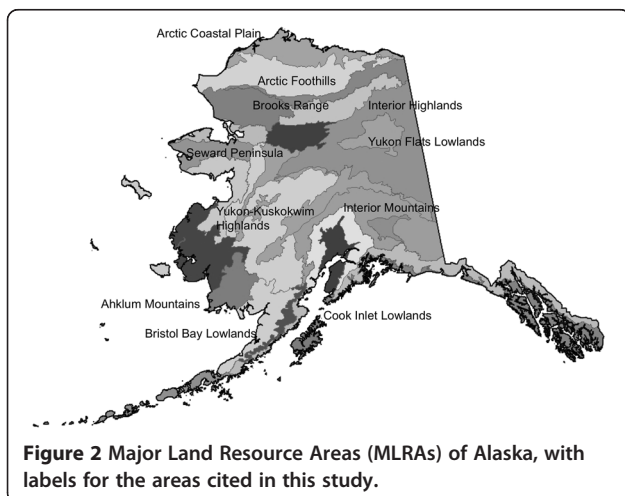 Arctic Coastal Plain
Arctic Foothills
Brooks Range
Interior Highlands
Yukon Flats Lowlands
Seward Peninsula
Yukon-Kuskokwim
Highlands
Interior Mountains
Ahklum Mountains
Cook Inlet Lowlands
Bristol Bay Lowlands
Figure 2 Major Land Resource Areas (MLRAs) of Alaska, with
labels for the areas cited in this study.